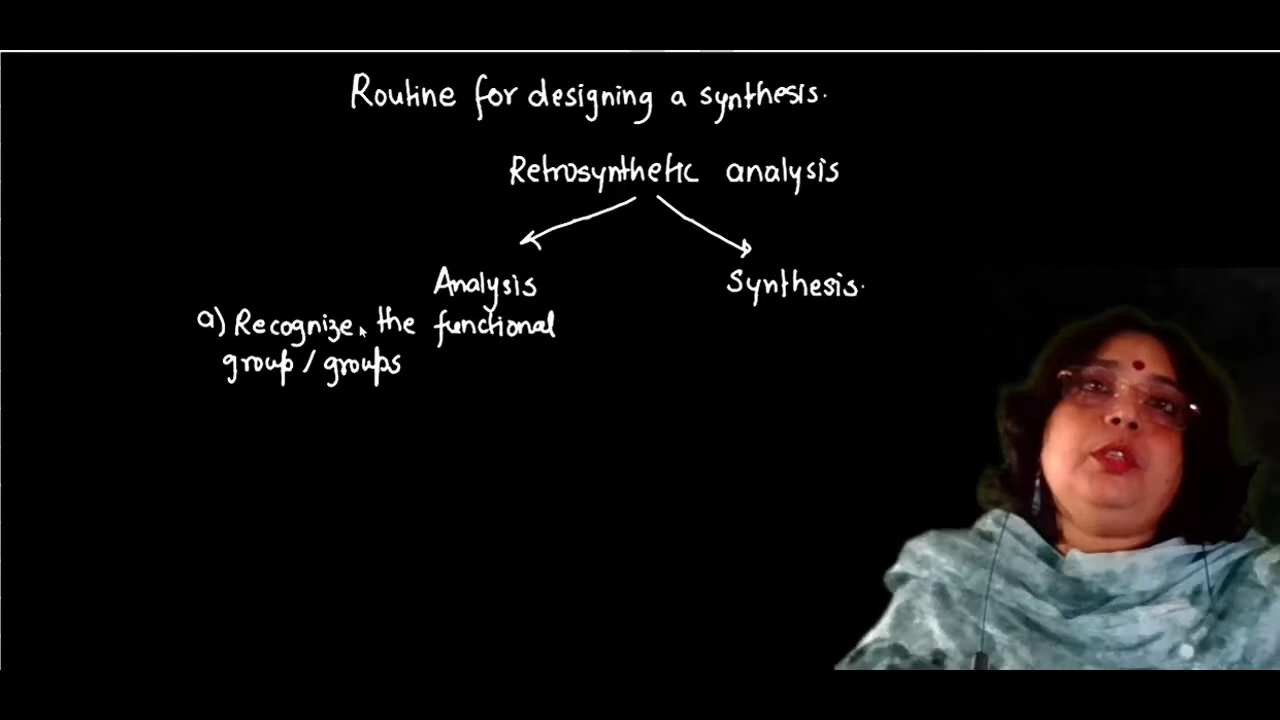 Routine for designing a synthesis.
Retrosynthetic analysis
Analysis
Synthesis.
a) Recognize the functional
group / groups